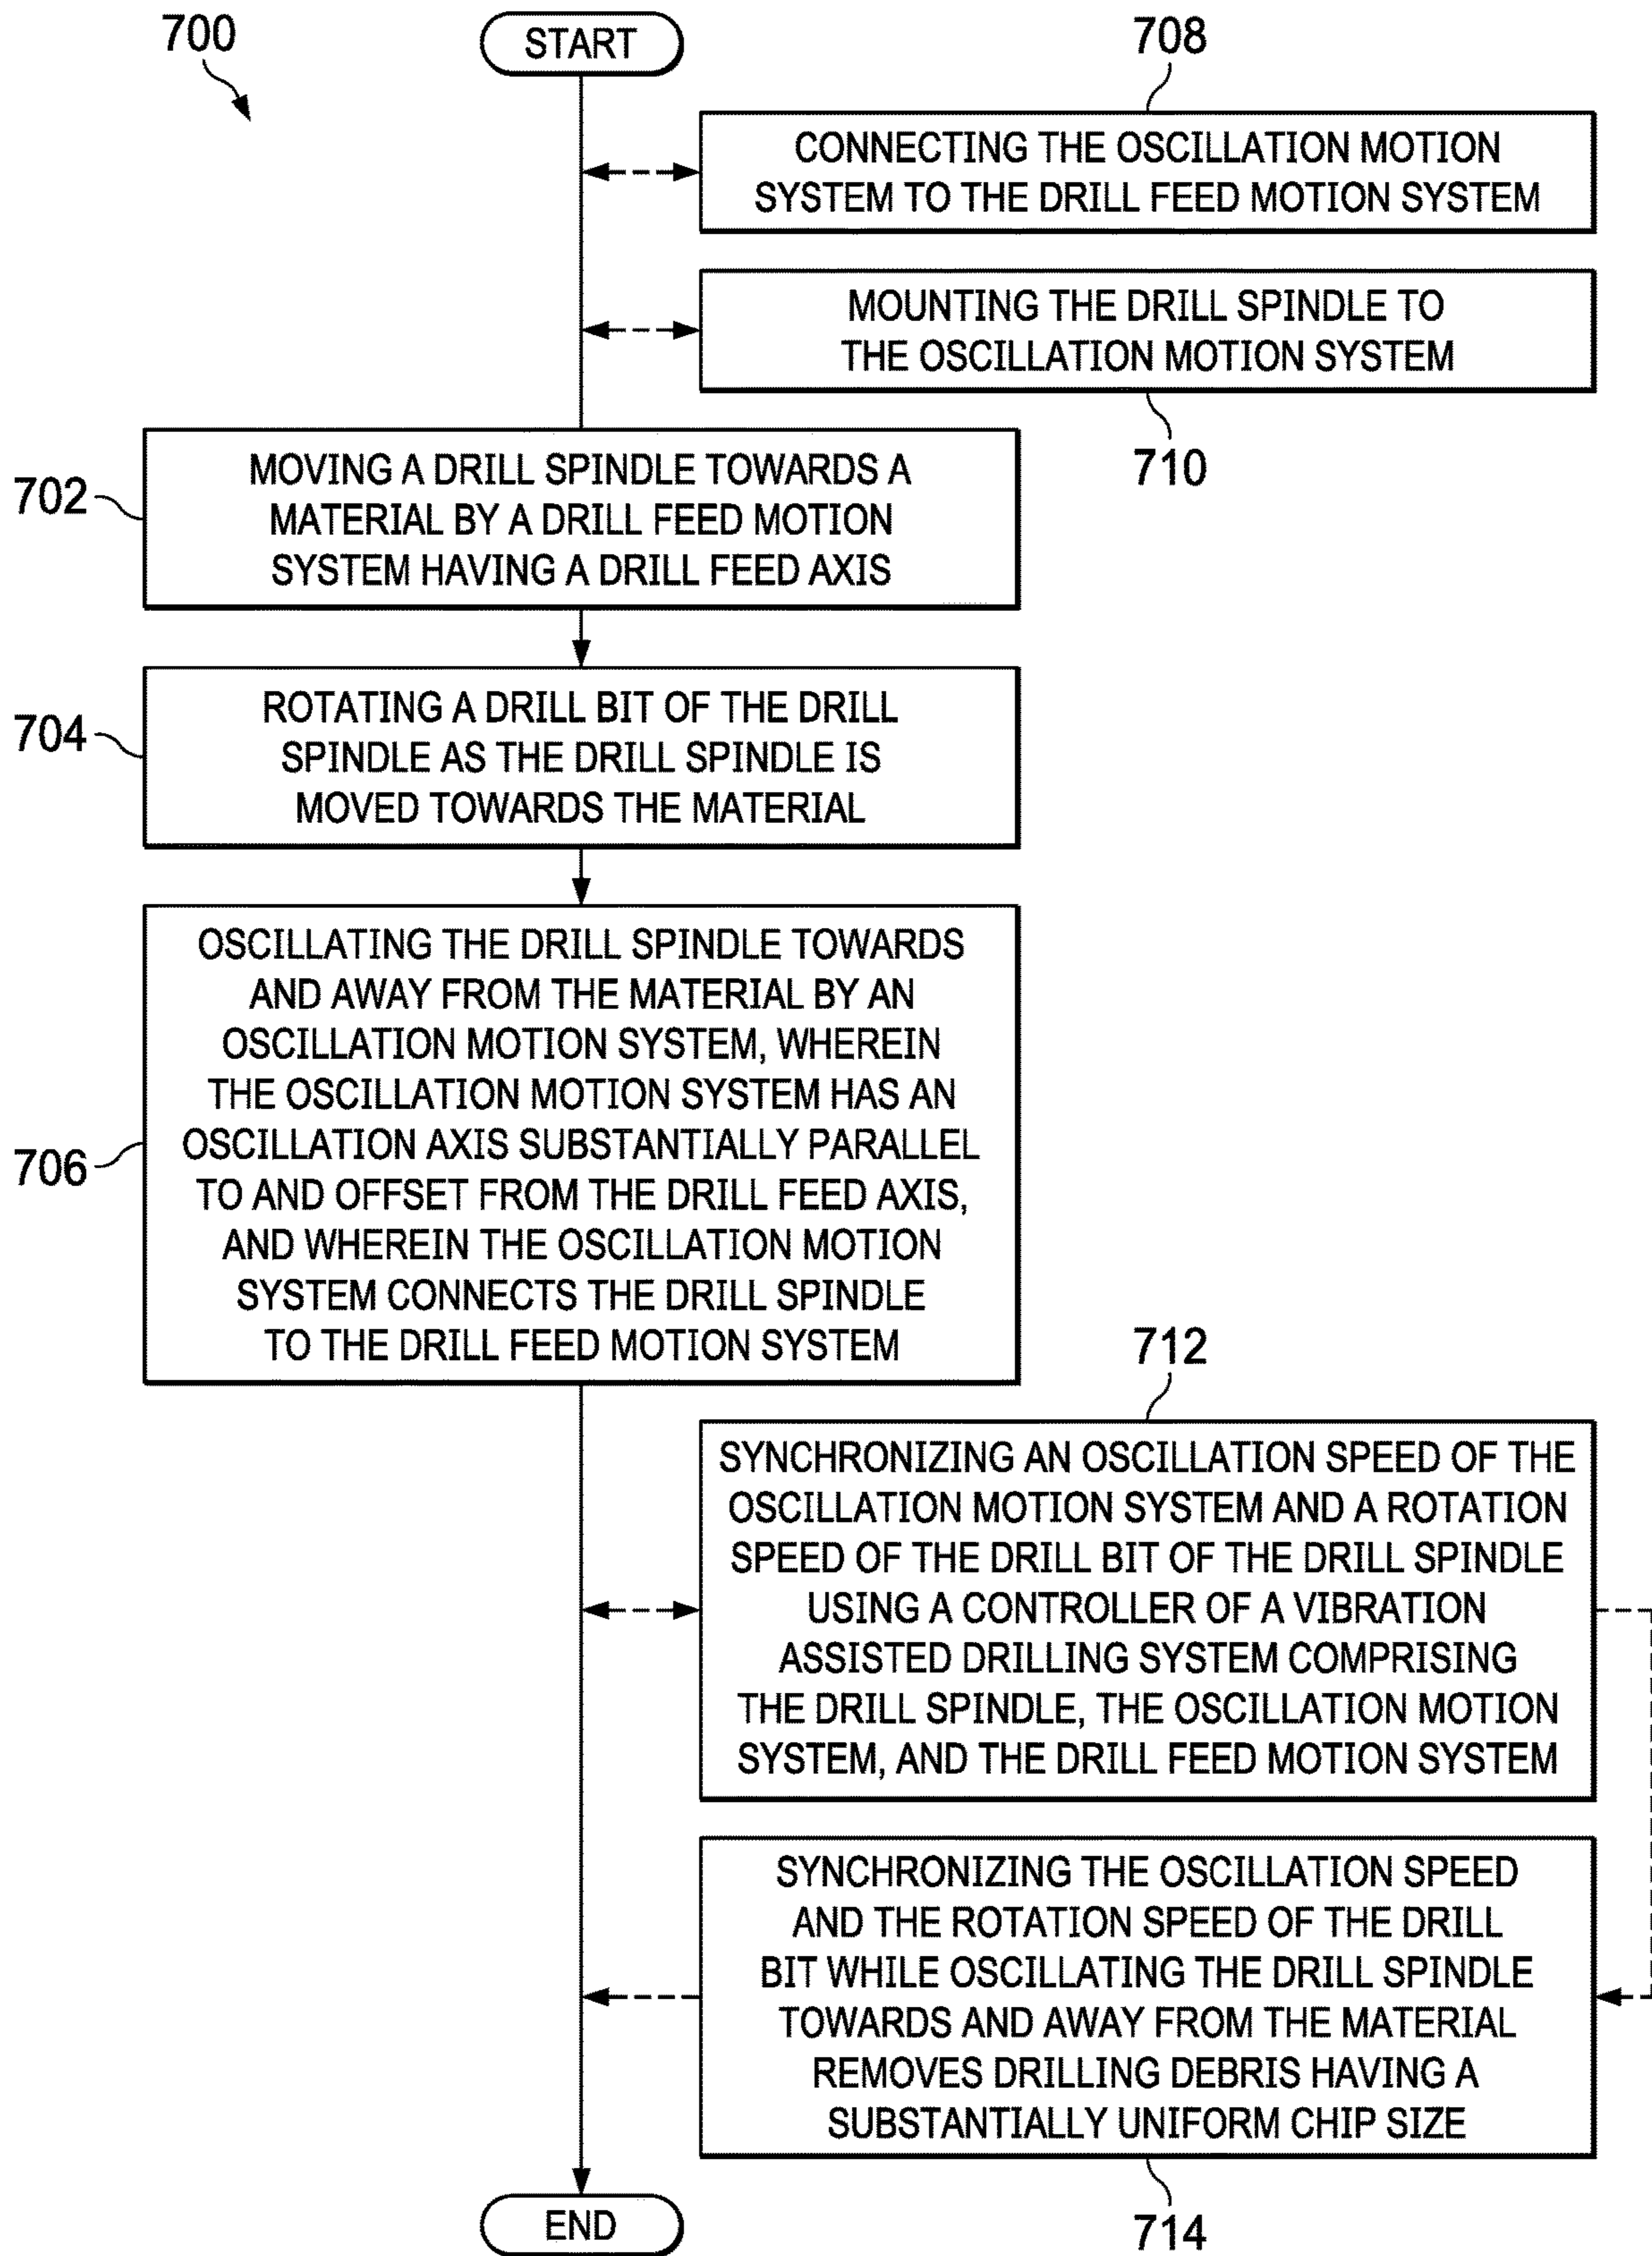 700
START
708
CONNECTING THE OSCILLATION MOTION
SYSTEM TO THE DRILL FEED MOTION SYSTEM
MOUNTING THE DRILL SPINDLE TO
THE OSCILLATION MOTION SYSTEM
710
702
MOVING A DRILL SPINDLE TOWARDS A
MATERIAL BY A DRILL FEED MOTION
SYSTEM HAVING A DRILL FEED AXIS
704
ROTATING A DRILL BIT OF THE DRILL
SPINDLE AS THE DRILL SPINDLE IS
MOVED TOWARDS THE MATERIAL
706
OSCILLATING THE DRILL SPINDLE TOWARDS
AND AWAY FROM THE MATERIAL BY AN
OSCILLATION MOTION SYSTEM, WHEREIN
THE OSCILLATION MOTION SYSTEM HAS AN
OSCILLATION AXIS SUBSTANTIALLY PARALLEL
TO AND OFFSET FROM THE DRILL FEED AXIS,
AND WHEREIN THE OSCILLATION MOTION
SYSTEM CONNECTS THE DRILL SPINDLE
TO THE DRILL FEED MOTION SYSTEM
712
SYNCHRONIZING AN OSCILLATION SPEED OF THE
OSCILLATION MOTION SYSTEM AND A ROTATION
SPEED OF THE DRILL BIT OF THE DRILL SPINDLE
USING A CONTROLLER OF A VIBRATION
ASSISTED DRILLING SYSTEM COMPRISING
THE DRILL SPINDLE, THE OSCILLATION MOTION
SYSTEM, AND THE DRILL FEED MOTION SYSTEM
SYNCHRONIZING THE OSCILLATION SPEED
AND THE ROTATION SPEED OF THE DRILL
BIT WHILE OSCILLATING THE DRILL SPINDLE
TOWARDS AND AWAY FROM THE MATERIAL
REMOVES DRILLING DEBRIS HAVING A
SUBSTANTIALLY UNIFORM CHIP SIZE
714
END